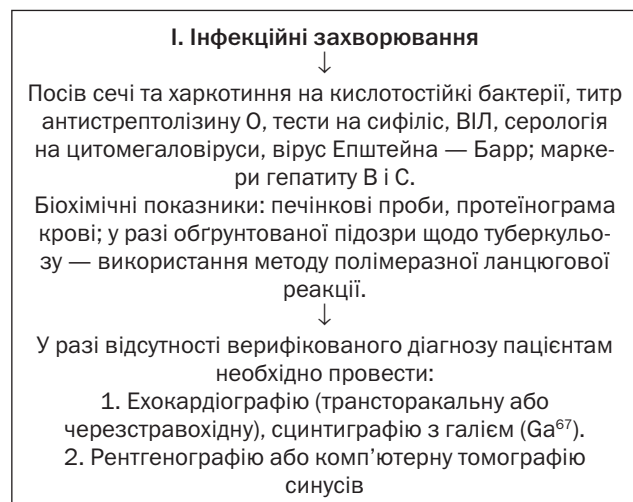 І. Інфекційні захворювання
↓
Посів сечі та харкотиння на кислотостійкі бактерії, титр
антистрептолізину О, тести на сифіліс, ВІЛ, серологія
на цитомегаловіруси, вірус Епштейна — Барр; марке-
ри гепатиту В і С.
Біохімічні показники: печінкові проби, протеїнограма
крові; у разі обґрунтованої підозри щодо туберкульо-
зу — використання методу полімеразної ланцюгової
реакції.
↓
У разі відсутності верифікованого діагнозу пацієнтам
необхідно провести:
1. Ехокардіографію (трансторакальну або
черезстравохідну), сцинтиграфію з галієм (Ga⁶⁷).
2. Рентгенографію або комп’ютерну томографію
синусів